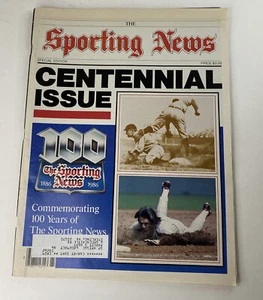 THE
Sporting News
SPECIAL EDITION
CENTENNIAL
ISSUE
100
The Sporting
News
1886
1986
Commemorating
100 Years of
The Sporting News